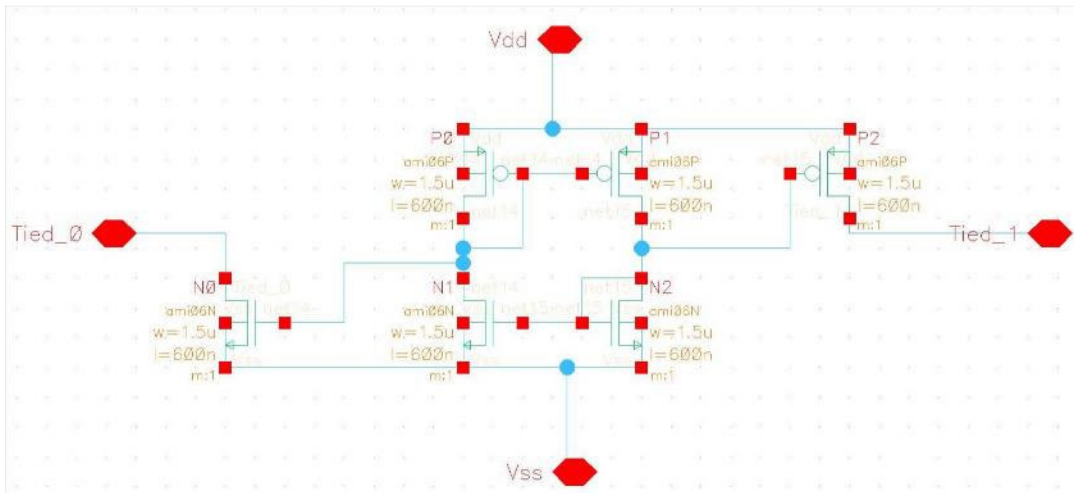 Vdd
P0
ami06P
w=1.5u
l=600n
m:1
P1
ami06P
w=1.5u
l=600n
m:1
P2
ami06P
w=1.5u
l=600n
m:1
Tied_0
Tied_1
N0
ami06N
w=1.5u
l=600n
m:1
N1
ami06N
w=1.5u
l=600n
m:1
N2
ami06N
w=1.5u
l=600n
m:1
Vss